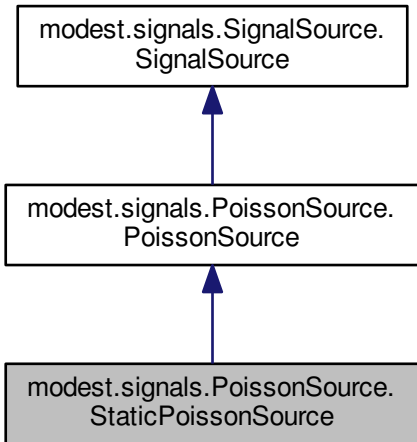 modest.signals.SignalSource.
SignalSource
modest.signals.PoissonSource.
PoissonSource
modest.signals.PoissonSource.
StaticPoissonSource